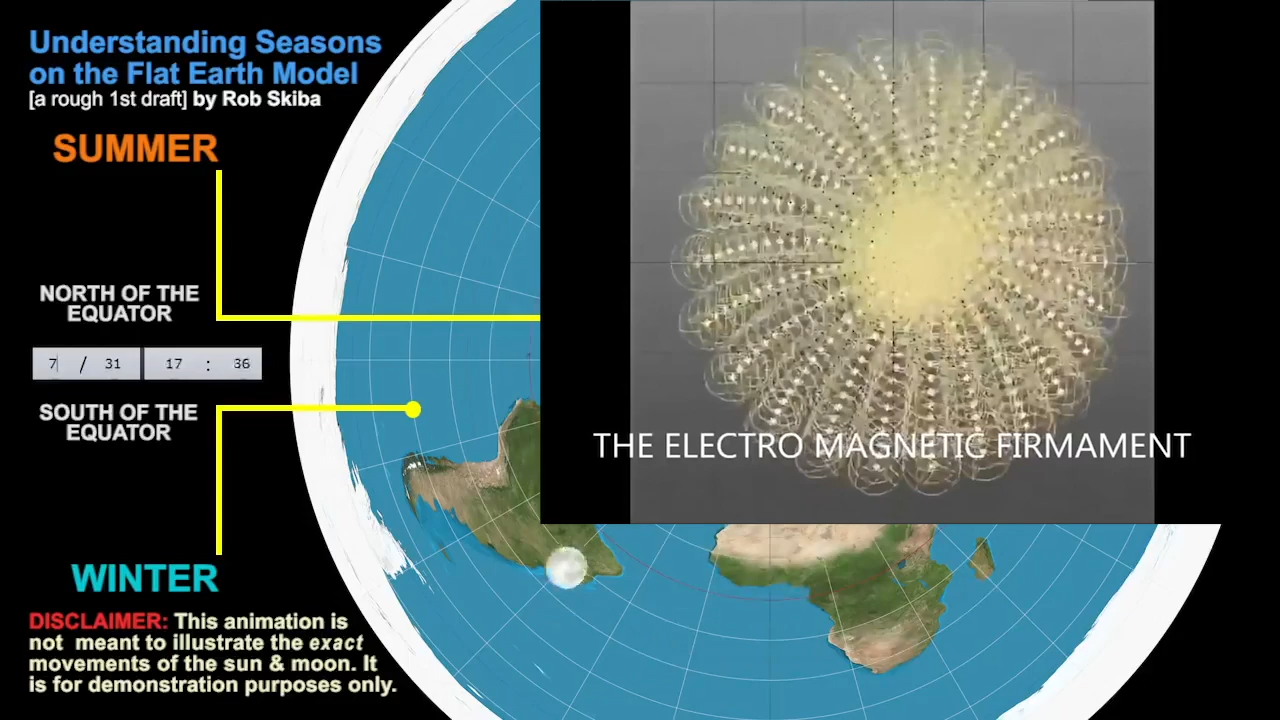 Understanding Seasons
on the Flat Earth Model
[a rough 1st draft] by Rob Skiba
SUMMER
NORTH OF THE
EQUATOR
7 / 31 17 : 36
SOUTH OF THE
EQUATOR
THE ELECTRO MAGNETIC FIRMAMENT
WINTER
DISCLAIMER: This animation is
not meant to illustrate the exact
movements of the sun & moon. It
is for demonstration purposes only.